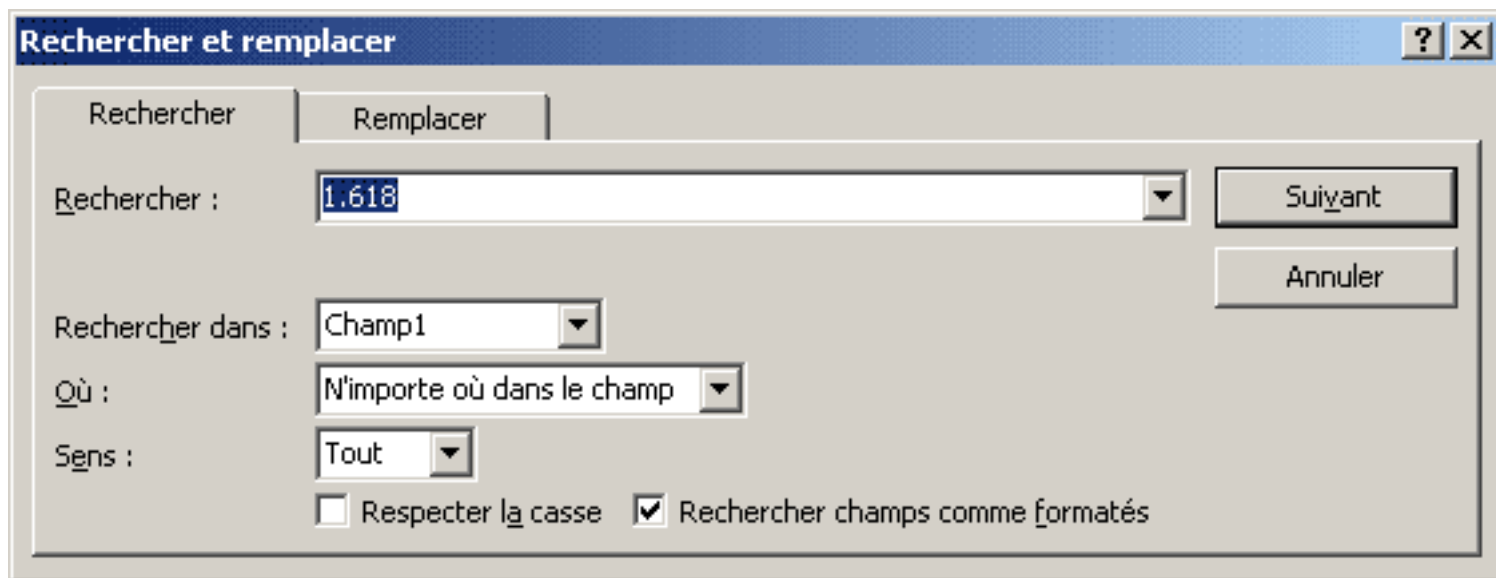 Rechercher et remplacer
Rechercher Remplacer
Rechercher : 1.618 Suivant
Annuler
Rechercher dans : Champ1
Où : N'importe où dans le champ
Sens : Tout
Respecter la casse Rechercher champs comme formatés